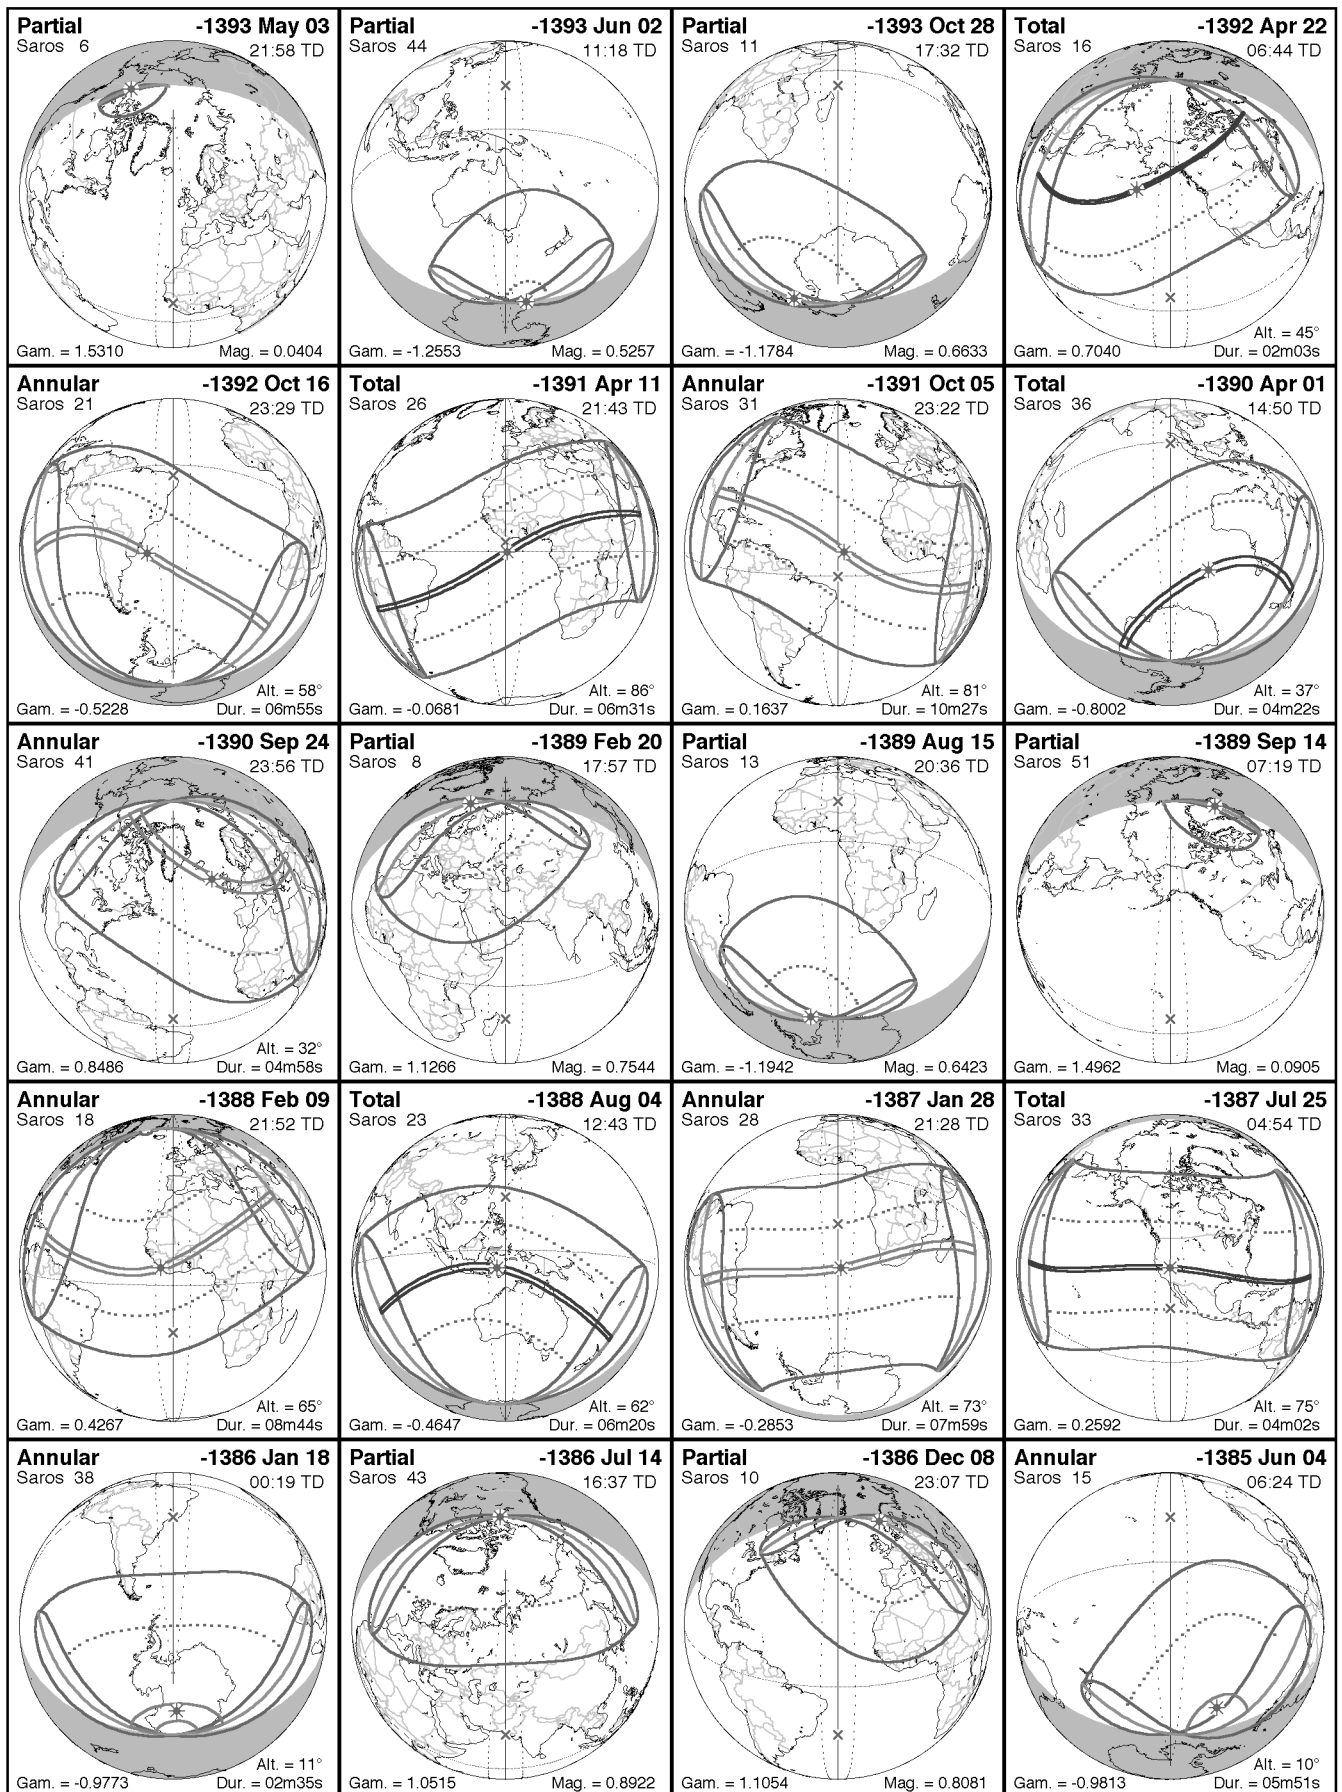 Partial -1393 May 03
Saros 6 21:58 TD
Gam. = 1.5310 Mag. = 0.0404
Partial -1393 Jun 02
Saros 44 11:18 TD
Gam. = -1.2553 Mag. = 0.5257
Partial -1393 Oct 28
Saros 11 17:32 TD
Gam. = -1.1784 Mag. = 0.6633
Total -1392 Apr 22
Saros 16 06:44 TD
Alt. = 45°
Gam. = 0.7040 Dur. = 02m03s
Annular -1392 Oct 16
Saros 21 23:29 TD
Alt. = 58°
Gam. = -0.5228 Dur. = 06m55s
Total -1391 Apr 11
Saros 26 21:43 TD
Alt. = 86°
Gam. = -0.0681 Dur. = 06m31s
Annular -1391 Oct 05
Saros 31 23:22 TD
Alt. = 81°
Gam. = 0.1637 Dur. = 10m27s
Total -1390 Apr 01
Saros 36 14:50 TD
Alt. = 37°
Gam. = -0.8002 Dur. = 04m22s
Annular -1390 Sep 24
Saros 41 23:56 TD
Alt. = 32°
Gam. = 0.8486 Dur. = 04m58s
Partial -1389 Feb 20
Saros 8 17:57 TD
Gam. = 1.1266 Mag. = 0.7544
Partial -1389 Aug 15
Saros 13 20:36 TD
Gam. = -1.1942 Mag. = 0.6423
Partial -1389 Sep 14
Saros 51 07:19 TD
Gam. = 1.4962 Mag. = 0.0905
Annular -1388 Feb 09
Saros 18 21:52 TD
Alt. = 65°
Gam. = 0.4267 Dur. = 08m44s
Total -1388 Aug 04
Saros 23 12:43 TD
Alt. = 62°
Gam. = -0.4647 Dur. = 06m20s
Annular -1387 Jan 28
Saros 28 21:28 TD
Alt. = 73°
Gam. = -0.2853 Dur. = 07m59s
Total -1387 Jul 25
Saros 33 04:54 TD
Alt. = 75°
Gam. = 0.2592 Dur. = 04m02s
Annular -1386 Jan 18
Saros 38 00:19 TD
Alt. = 11°
Gam. = -0.9773 Dur. = 02m35s
Partial -1386 Jul 14
Saros 43 16:37 TD
Gam. = 1.0515 Mag. = 0.8922
Partial -1386 Dec 08
Saros 10 23:07 TD
Gam. = 1.1054 Mag. = 0.8081
Annular -1385 Jun 04
Saros 15 06:24 TD
Alt. = 10°
Gam. = -0.9813 Dur. = 05m51s